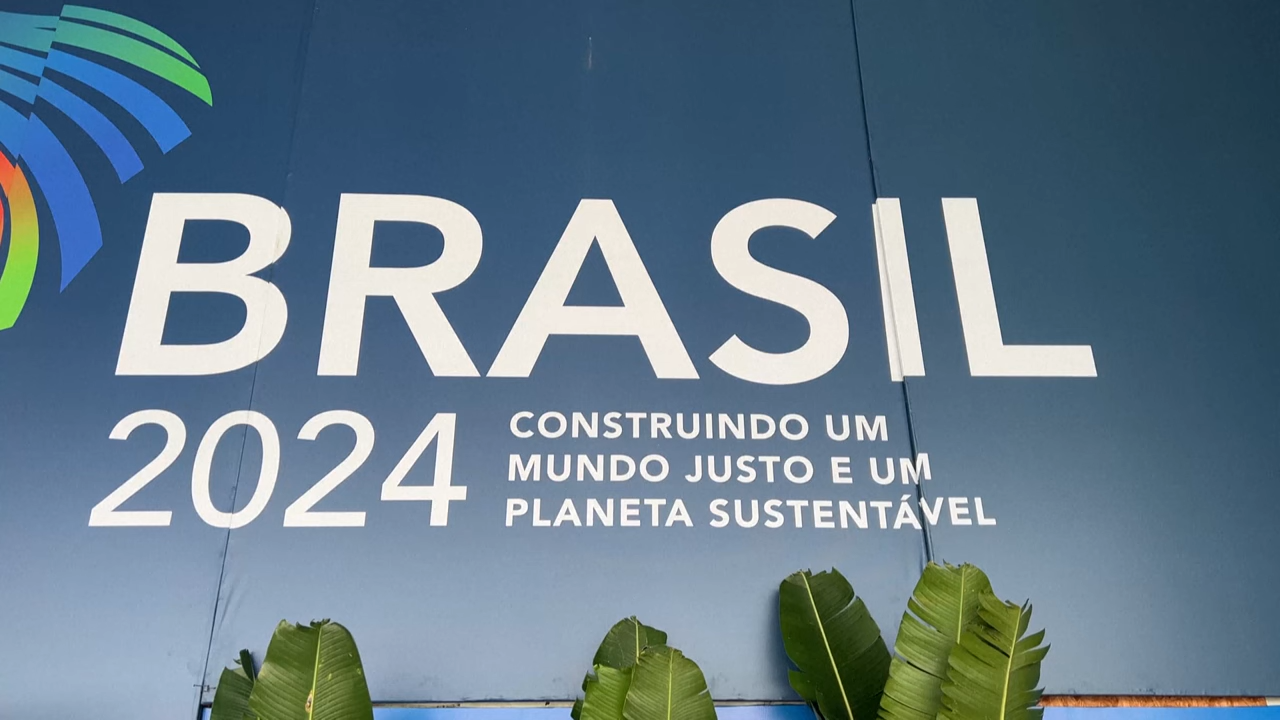 BRASIL
2024
CONSTRUINDO UM
MUNDO JUSTO E UM
PLANETA SUSTENTÁVEL